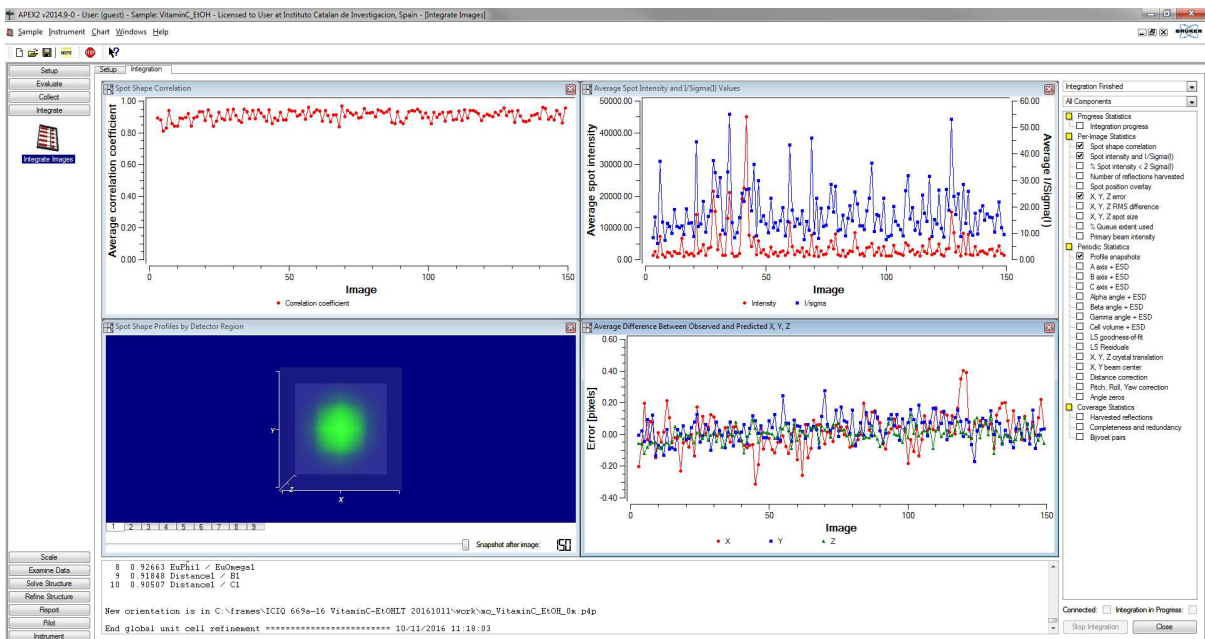 APEX2 v2014.9-0 - User: (guest) - Sample: VitaminC_EtOH - Licensed to User at Instituto Catalan de Investigacion, Spain - [Integrate Images]
Sample Instrument Chart Windows Help
BRUKER
NOTE
STOP
Setup
Evaluate
Collect
Integrate
Integrate Images
Scale
Examine Data
Solve Structure
Refine Structure
Report
Pilot
Instrument
Setup Integration
Spot Shape Correlation
Average correlation coefficient
1.00
0.80
0.60
0.40
0.20
0.00
0 50 100 150
Image
Correlation coefficient
Average Spot Intensity and I/Sigma(I) Values
Average spot intensity
50000.00
40000.00
30000.00
20000.00
10000.00
0.00
60.00
50.00
40.00
30.00
20.00
10.00
0.00
Average I/Sigma(I)
0 50 100 150
Image
Intensity I/sigma
Spot Shape Profiles by Detector Region
Y
Z
X
1 2 3 4 5 6 7 8 9
Snapshot after image: 150
Average Difference Between Observed and Predicted X, Y, Z
Error [pixels]
0.60
0.40
0.20
0.00
-0.20
-0.40
0 50 100 150
Image
X Y Z
8 0.92663 EuPhi1 / EuOmega1
9 0.91848 Distance1 / B1
10 0.90507 Distance1 / C1
New orientation is in C:\frames\ICIQ 669a-16 VitaminC-EtOHLT 20161011\work\mo_VitaminC_EtOH_0m.p4p
End global unit cell refinement ======================== 10/11/2016 11:18:03
Integration Finished
All Components
Progress Statistics
Integration progress
Per-Image Statistics
Spot shape correlation
Spot intensity and I/Sigma(I)
% Spot intensity < 2 Sigma(I)
Number of reflections harvested
Spot position overlay
X, Y, Z error
X, Y, Z RMS difference
X, Y, Z spot size
% Queue extent used
Primary beam intensity
Periodic Statistics
Profile snapshots
A axis + ESD
B axis + ESD
C axis + ESD
Alpha angle + ESD
Beta angle + ESD
Gamma angle + ESD
Cell volume + ESD
LS goodness-of-fit
LS Residuals
X, Y, Z crystal translation
X, Y beam center
Distance correction
Pitch, Roll, Yaw correction
Angle zeros
Coverage Statistics
Harvested reflections
Completeness and redundancy
Bijvoet pairs
Connected: Integration in Progress:
Stop Integration Close